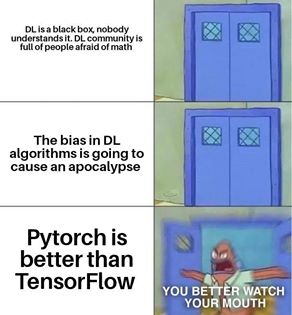 DL is a black box, nobody
understands it. DL community is
full of people afraid of math
The bias in DL
algorithms is going to
cause an apocalypse
Pytorch is
better than
TensorFlow
YOU BETTER WATCH
YOUR MOUTH